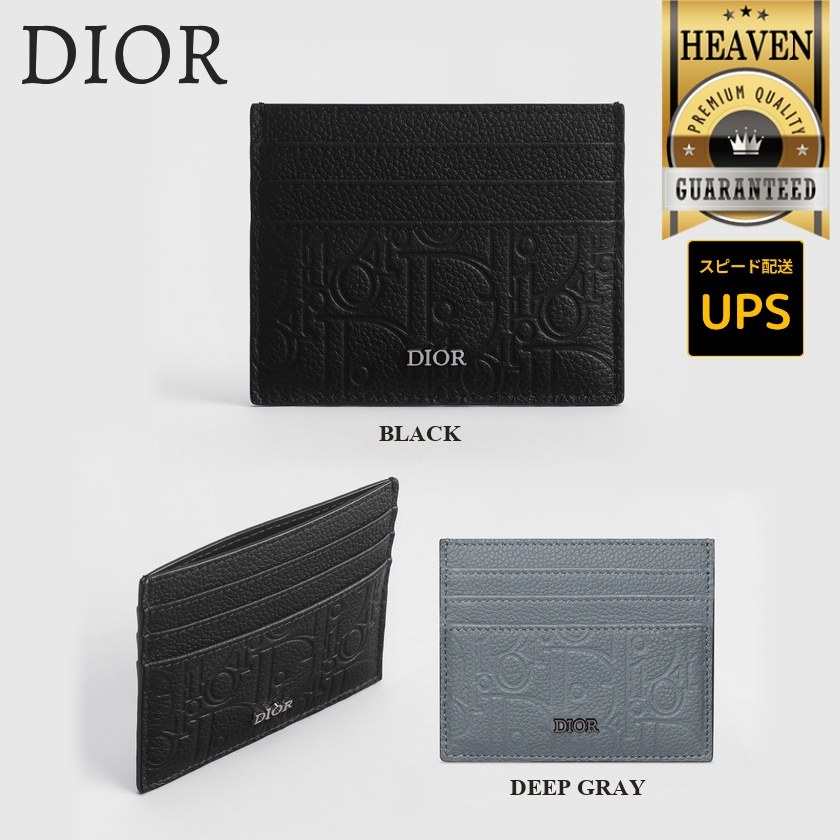 DIOR
HEAVEN
PREMIUM QUALITY
GUARANTEED
スピード配送
UPS
DIOR
BLACK
DIOR
DIOR
DEEP GRAY